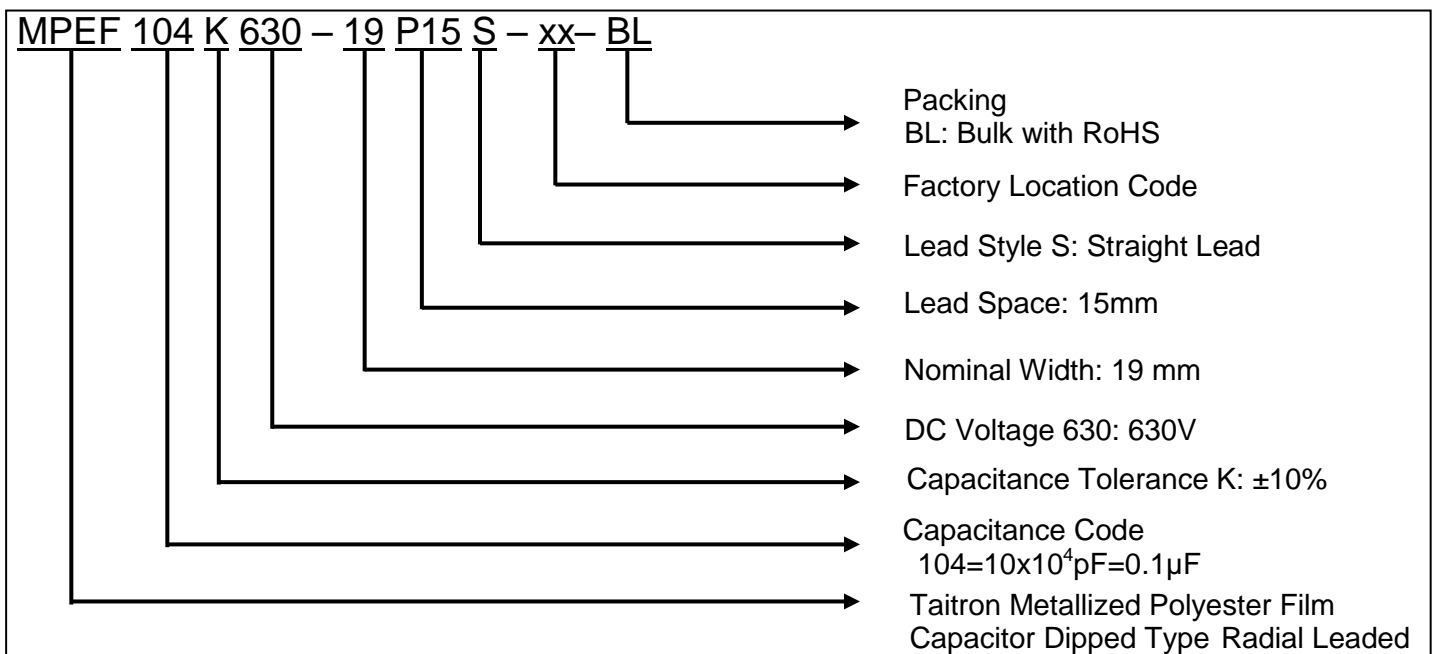 MPEF 104 K 630 – 19 P15 S – xx– BL
Packing
BL: Bulk with RoHS
Factory Location Code
Lead Style S: Straight Lead
Lead Space: 15mm
Nominal Width: 19 mm
DC Voltage 630: 630V
Capacitance Tolerance K: ±10%
Capacitance Code
104=10x10⁴pF=0.1µF
Taitron Metallized Polyester Film
Capacitor Dipped Type Radial Leaded